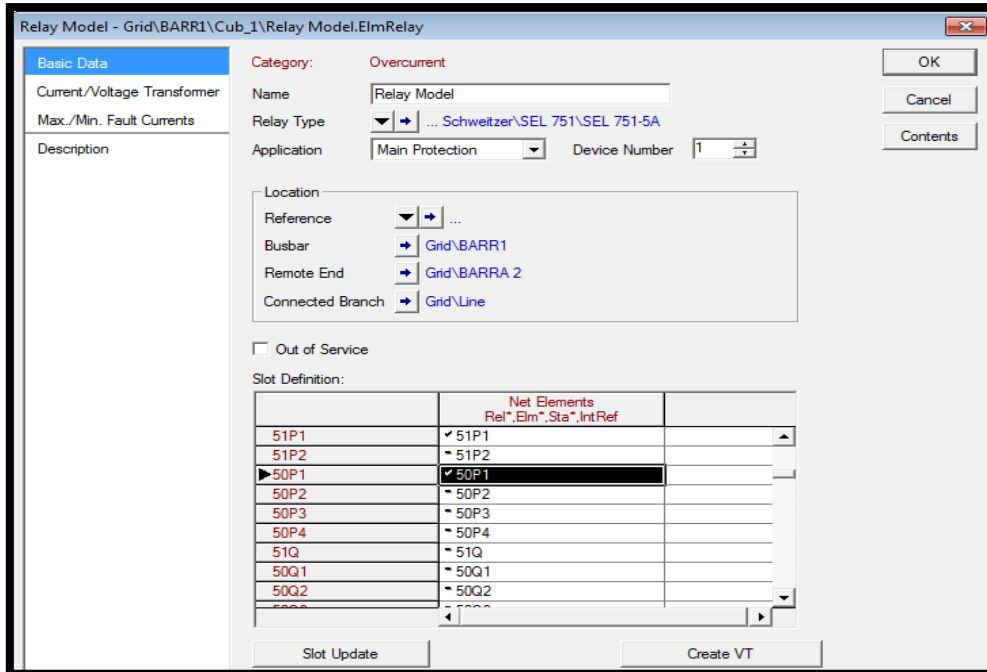 Relay Model - Grid\BARR1\Cub_1\Relay Model.ElmRelay
Basic Data
Current/Voltage Transformer
Max./Min. Fault Currents
Description
Category: Overcurrent
Name Relay Model
Relay Type ... Schweitzer\SEL 751\SEL 751-5A
Application Main Protection Device Number 1
OK
Cancel
Contents
Location
Reference ...
Busbar Grid\BARR1
Remote End Grid\BARRA 2
Connected Branch Grid\Line
Out of Service
Slot Definition:
Net Elements
Rel*,Elm*,Sta*,IntRef
51P1 51P1
51P2 51P2
50P1 50P1
50P2 50P2
50P3 50P3
50P4 50P4
51Q 51Q
50Q1 50Q1
50Q2 50Q2
Slot Update
Create VT